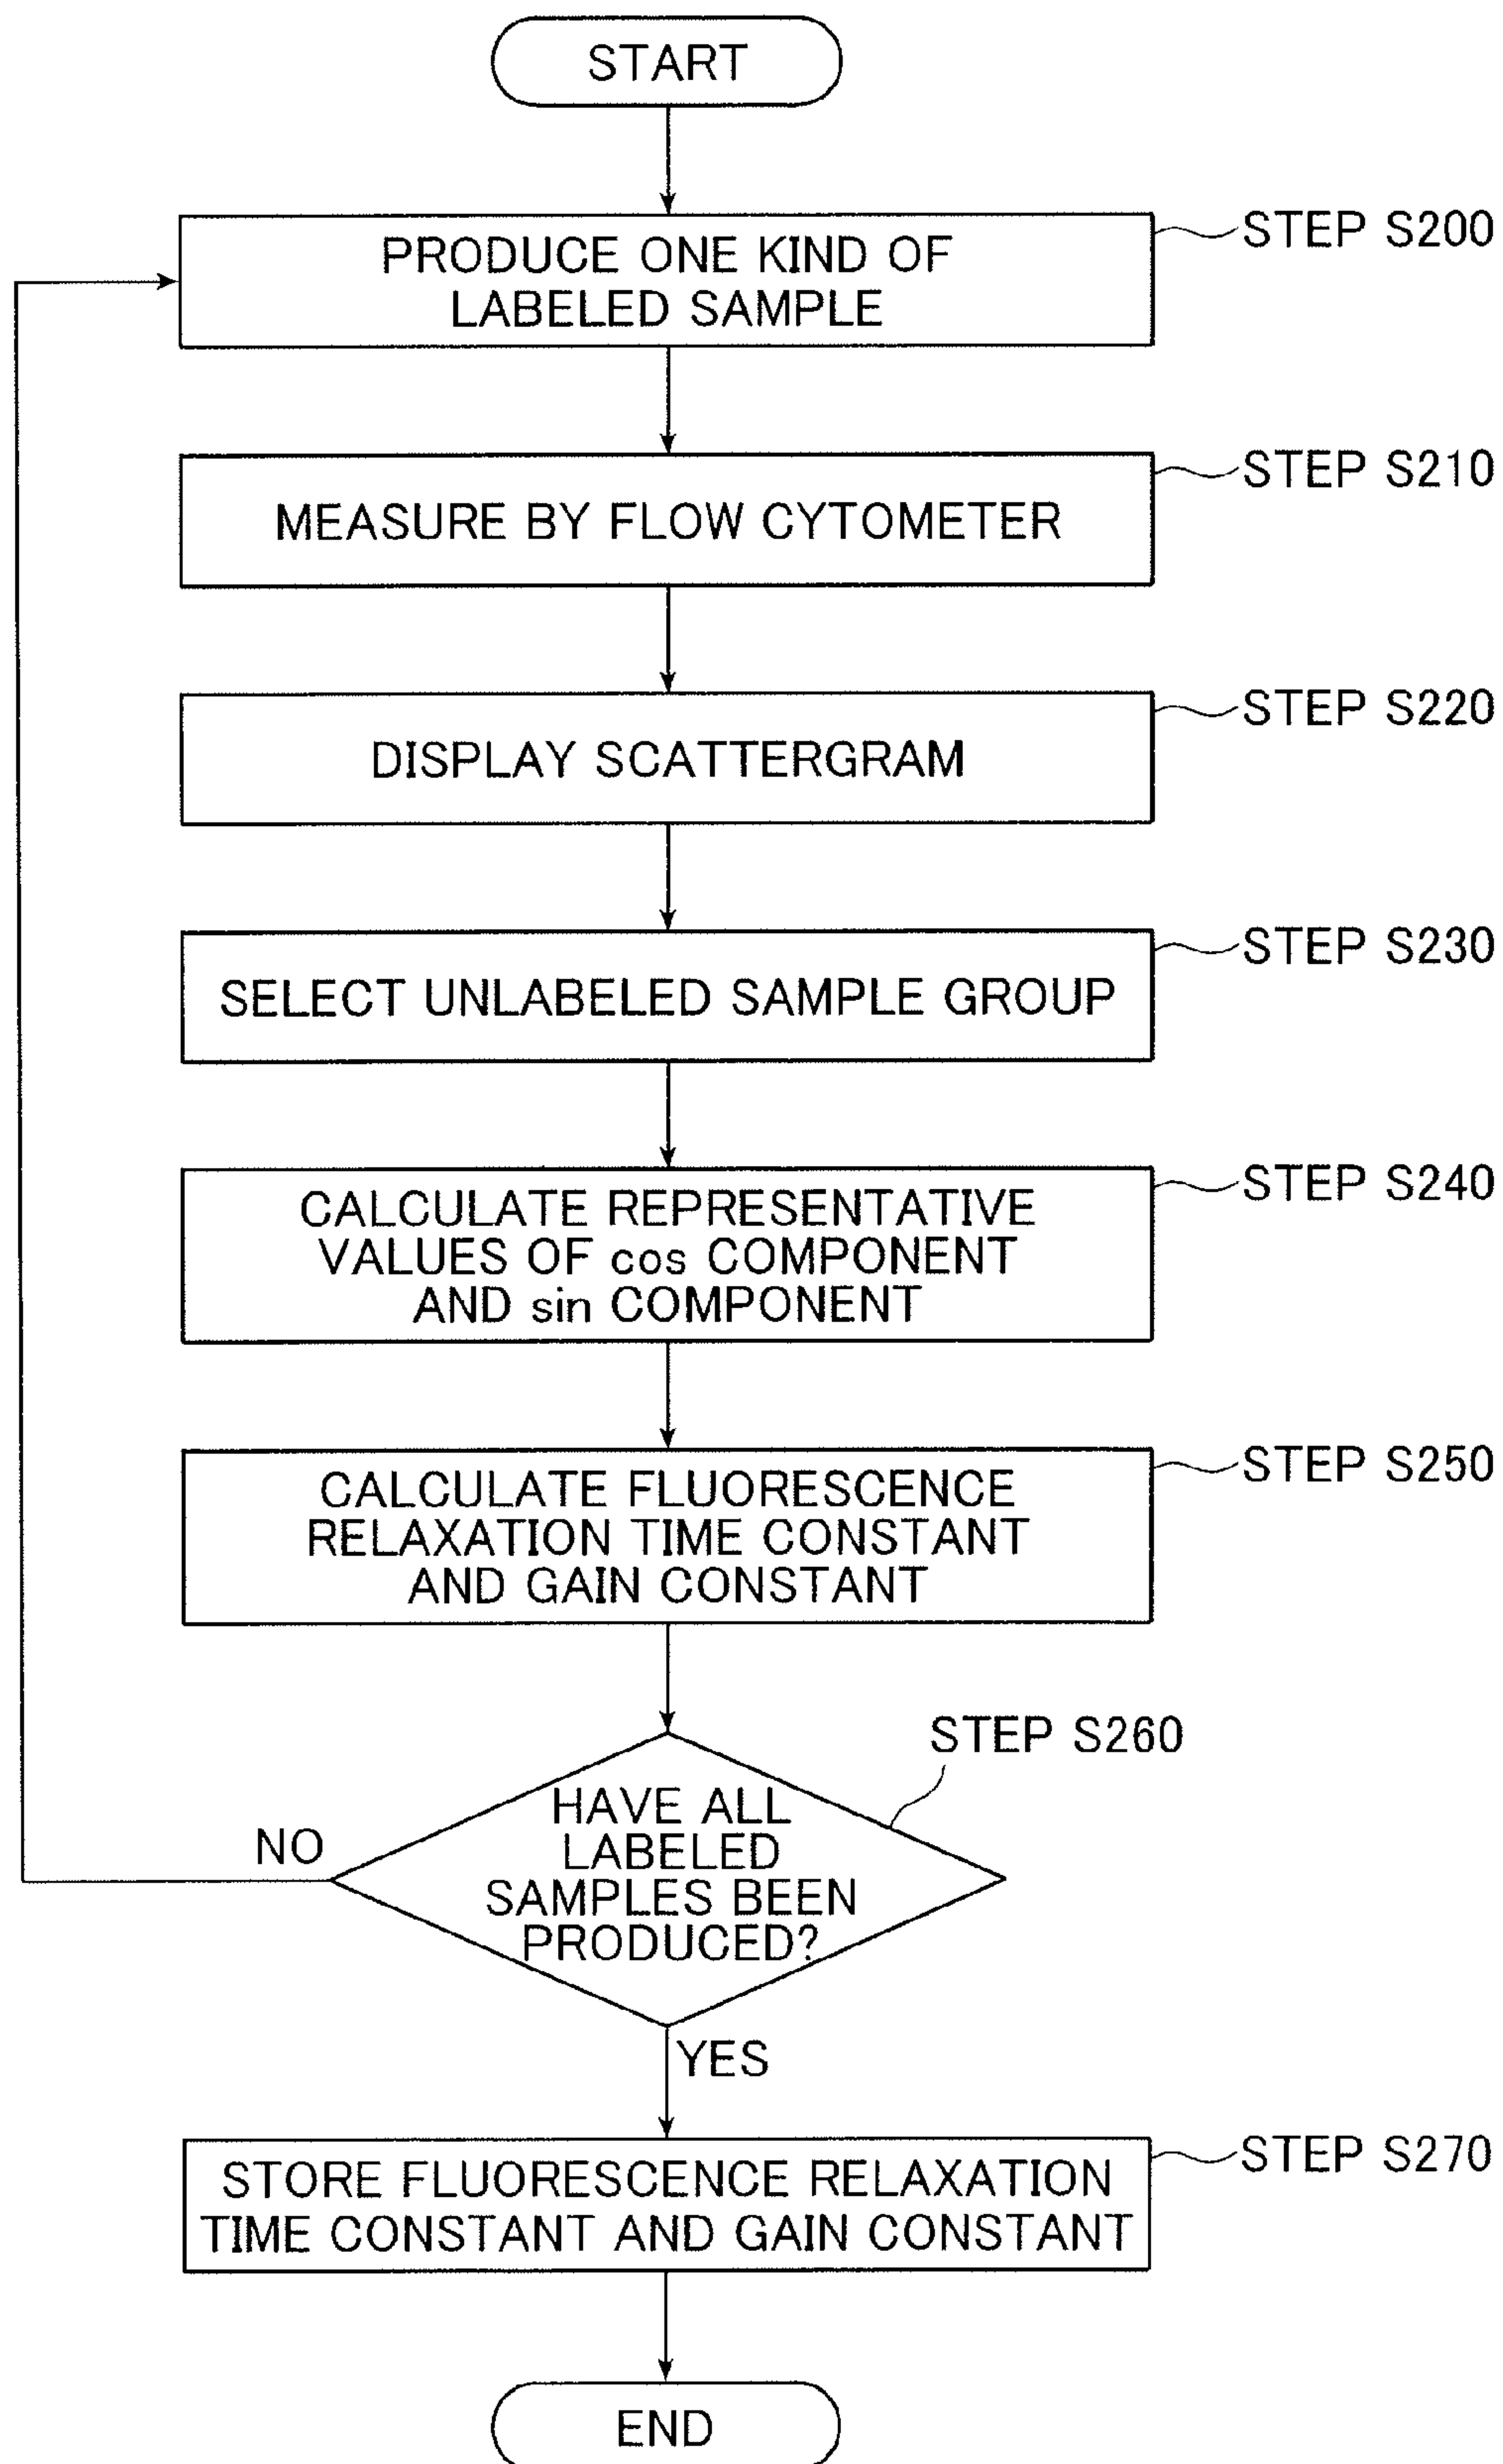 START
PRODUCE ONE KIND OF
LABELED SAMPLE
STEP S200
MEASURE BY FLOW CYTOMETER
STEP S210
DISPLAY SCATTERGRAM
STEP S220
SELECT UNLABELED SAMPLE GROUP
STEP S230
CALCULATE REPRESENTATIVE
VALUES OF cos COMPONENT
AND sin COMPONENT
STEP S240
CALCULATE FLUORESCENCE
RELAXATION TIME CONSTANT
AND GAIN CONSTANT
STEP S250
STEP S260
HAVE ALL
LABELED
SAMPLES BEEN
PRODUCED?
NO
YES
STORE FLUORESCENCE RELAXATION
TIME CONSTANT AND GAIN CONSTANT
STEP S270
END